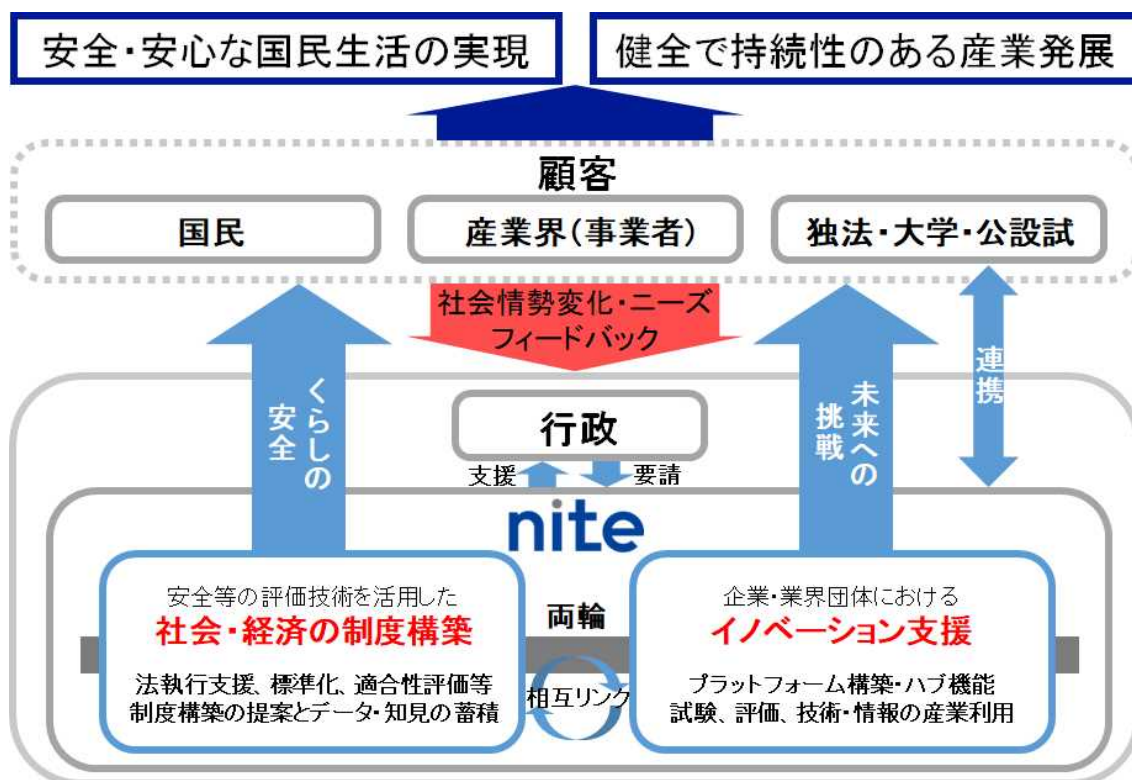 安全・安心な国民生活の実現
健全で持続性のある産業発展
顧客
国民
産業界(事業者)
独法・大学・公設試
社会情勢変化・ニーズ
フィードバック
くらしの
安全
未来への
挑戦
連携
行政
支援
要請
nite
安全等の評価技術を活用した
社会・経済の制度構築
法執行支援、標準化、適合性評価等
制度構築の提案とデータ・知見の蓄積
両輪
相互リンク
企業・業界団体における
イノベーション支援
プラットフォーム構築・ハブ機能
試験、評価、技術・情報の産業利用